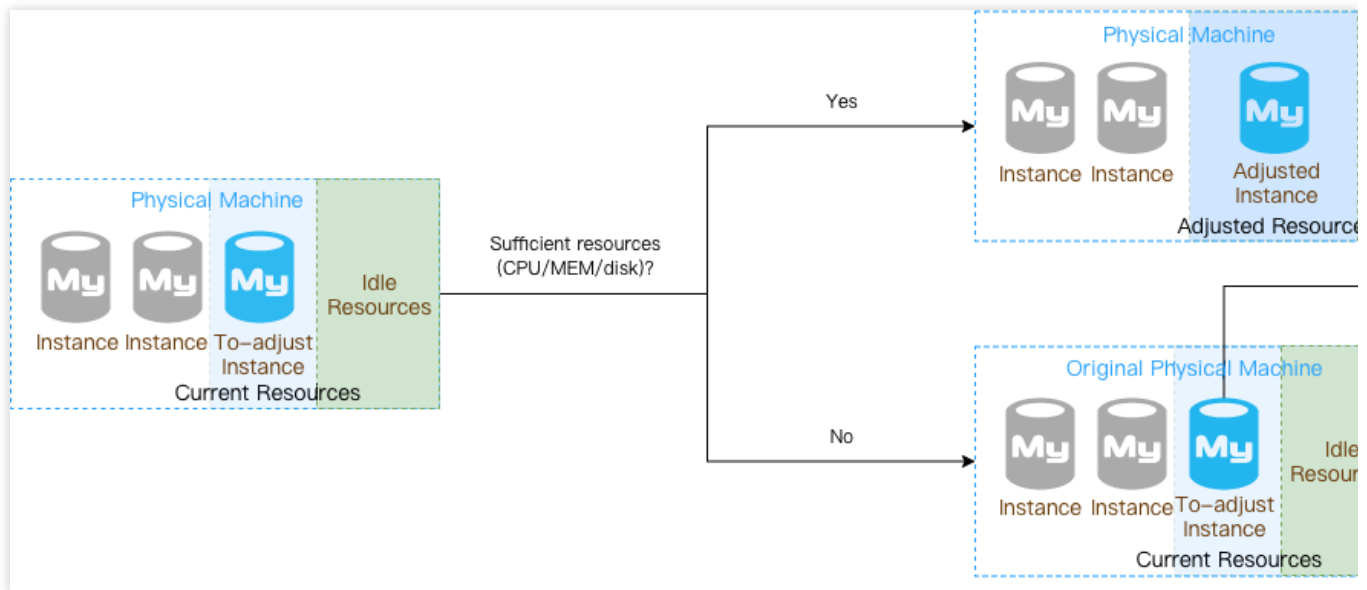 Physical Machine
My My My
Instance Instance To-adjust
Instance
Idle
Resources
Current Resources
Sufficient resources
(CPU/MEM/disk)?
Yes
No
Physical Machine
My My My
Instance Instance Adjusted
Instance
Adjusted Resource
Original Physical Machine
My My My
Instance Instance To-adjust
Instance
Idle
Resour
Current Resources